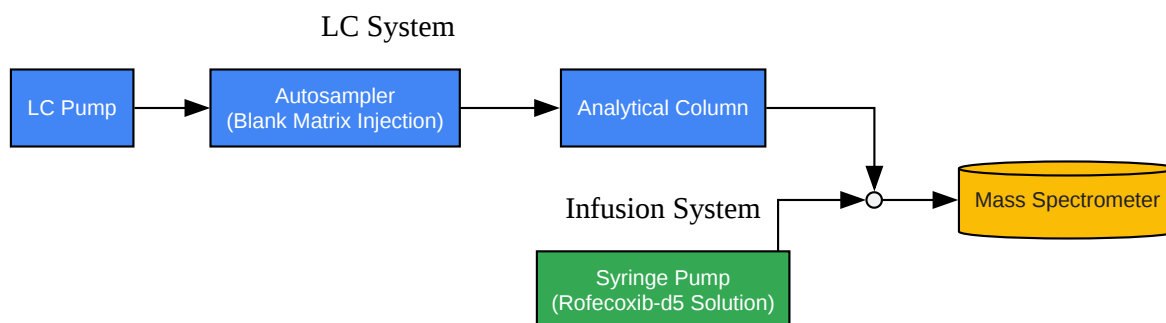 LC System
LC Pump
Autosampler
(Blank Matrix Injection)
Analytical Column
Mass Spectrometer
Infusion System
Syringe Pump
(Rofecoxib-d5 Solution)